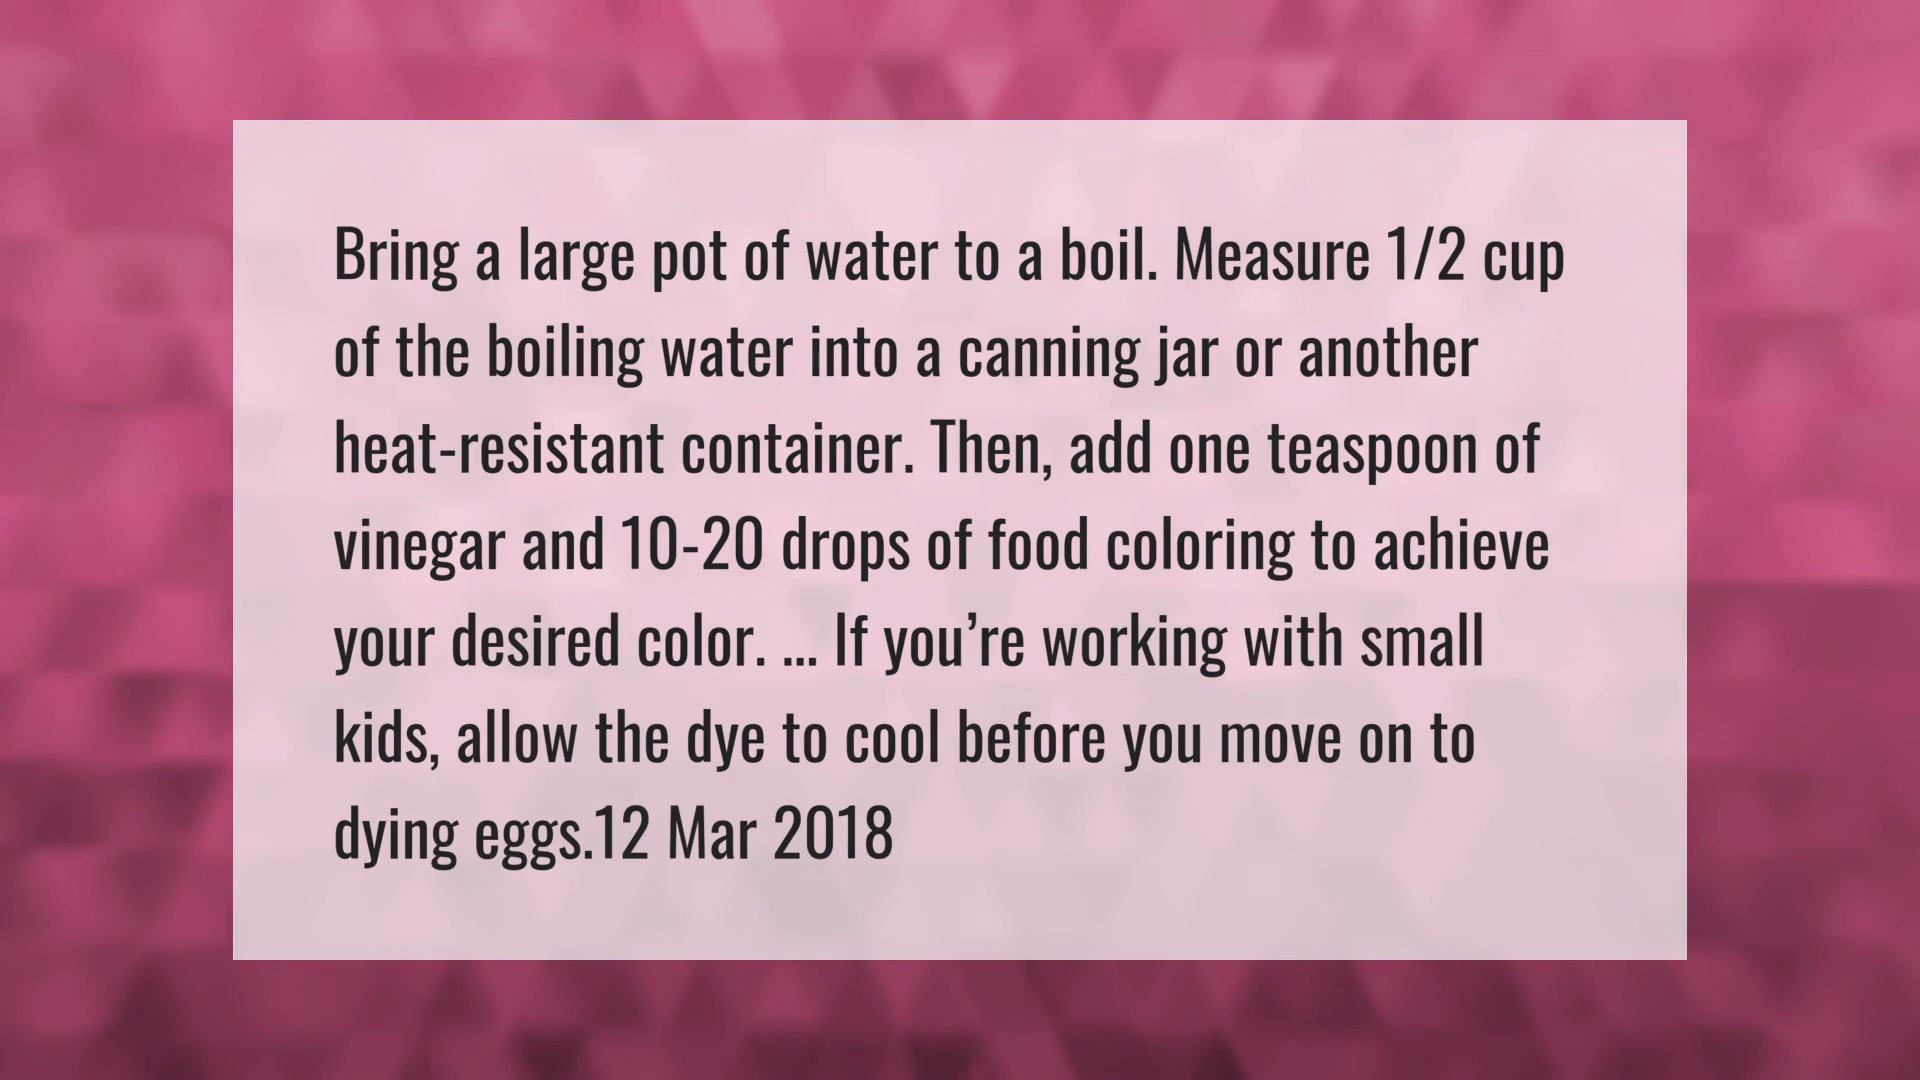 Bring a large pot of water to a boil. Measure 1/2 cup
of the boiling water into a canning jar or another
heat-resistant container. Then, add one teaspoon of
vinegar and 10-20 drops of food coloring to achieve
your desired color. ... If you’re working with small
kids, allow the dye to cool before you move on to
dying eggs.12 Mar 2018